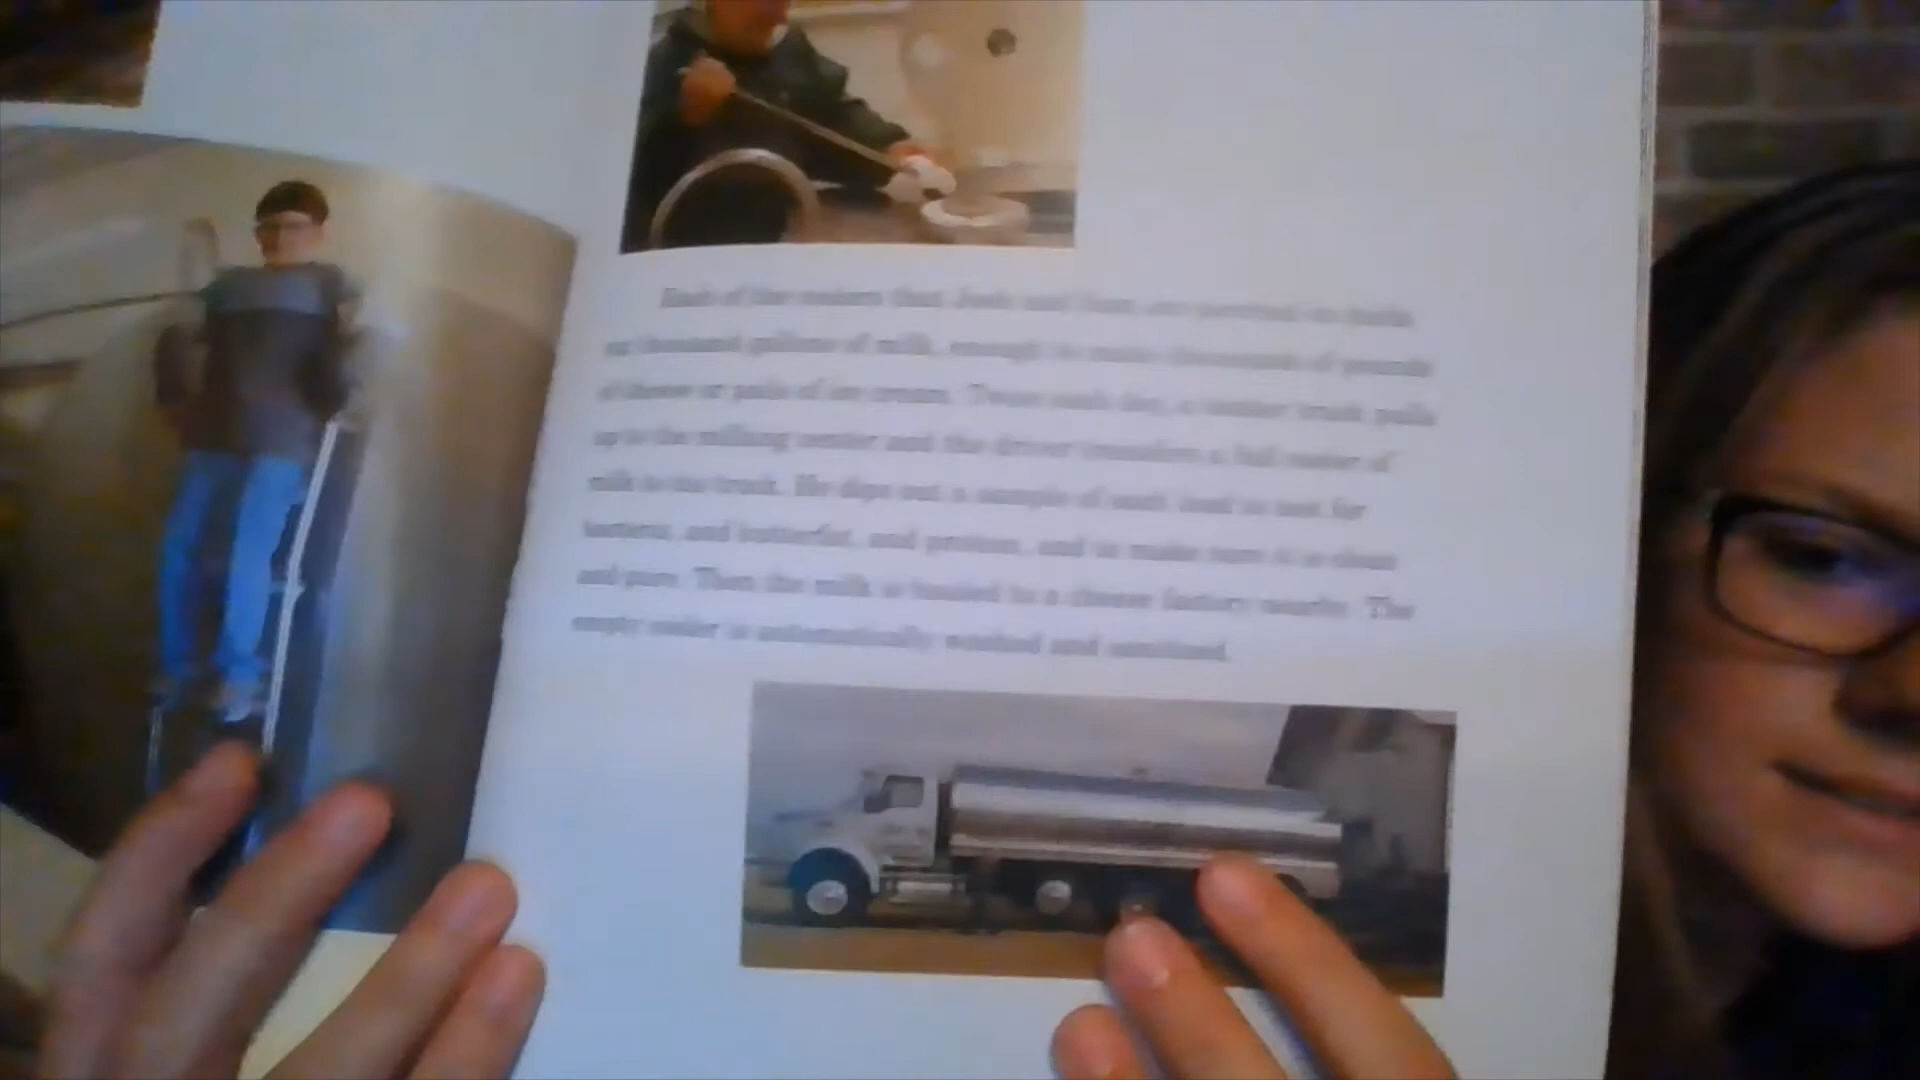 of the coolers that Josh and
thousand gallons of milk, enough to make thousands of pounds
of cheese or pails of ice cream. Twice each day, a tanker truck pulls
up to the milking center and the driver transfers a full cooler of
milk to the truck. He dips out a sample of each load to test for
bacteria, and butterfat, and protein, and to make sure it is clean
and pure. Then the milk is trucked to a cheese factory nearby. The
empty cooler is automatically washed and sanitized.